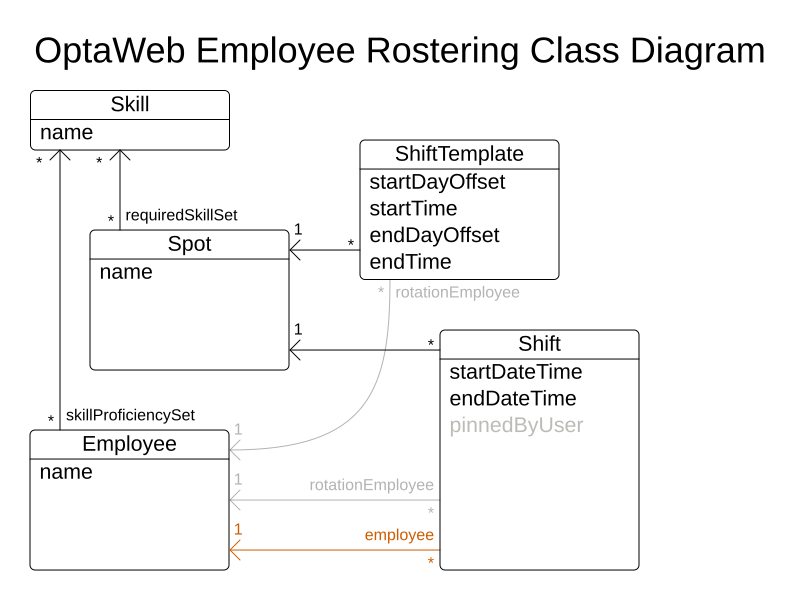 OptaWeb Employee Rostering Class Diagram
Skill
name
* *
* requiredSkillSet
Spot
name
ShiftTemplate
startDayOffset
startTime
endDayOffset
endTime
1 *
* rotationEmployee
1 *
Shift
startDateTime
endDateTime
pinnedByUser
* skillProficiencySet
Employee
name
1
1 rotationEmployee
*
1 employee
*